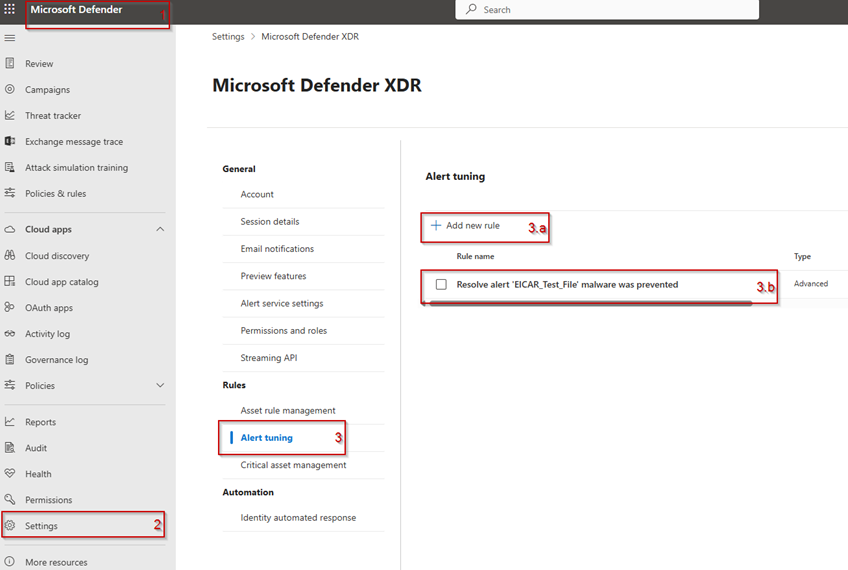 Microsoft Defender
1
Search
Review
Campaigns
Threat tracker
Exchange message trace
Attack simulation training
Policies & rules
Cloud apps
Cloud discovery
Cloud app catalog
OAuth apps
Activity log
Governance log
Policies
Reports
Audit
Health
Permissions
Settings 2
More resources
Settings > Microsoft Defender XDR
Microsoft Defender XDR
General
Account
Session details
Email notifications
Preview features
Alert service settings
Permissions and roles
Streaming API
Rules
Asset rule management
Alert tuning 3
Critical asset management
Automation
Identity automated response
Alert tuning
+ Add new rule 3.a
Rule name Type
Resolve alert 'EICAR_Test_File' malware was prevented 3.b Advanced